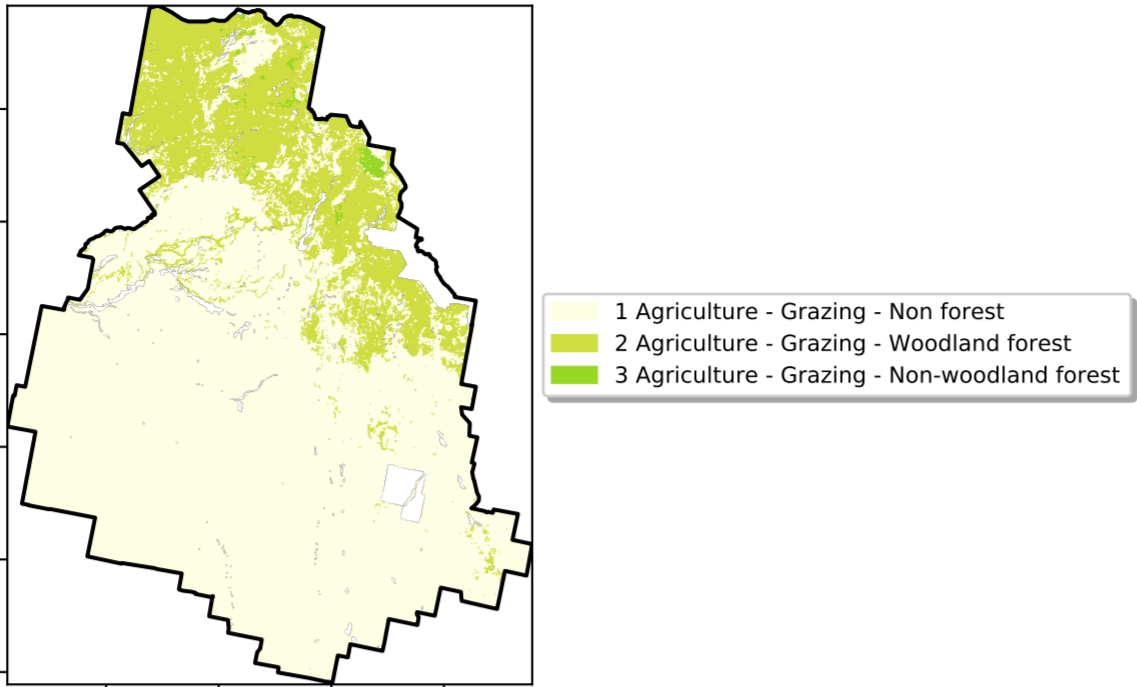 1 Agriculture - Grazing - Non forest
2 Agriculture - Grazing - Woodland forest
3 Agriculture - Grazing - Non-woodland forest